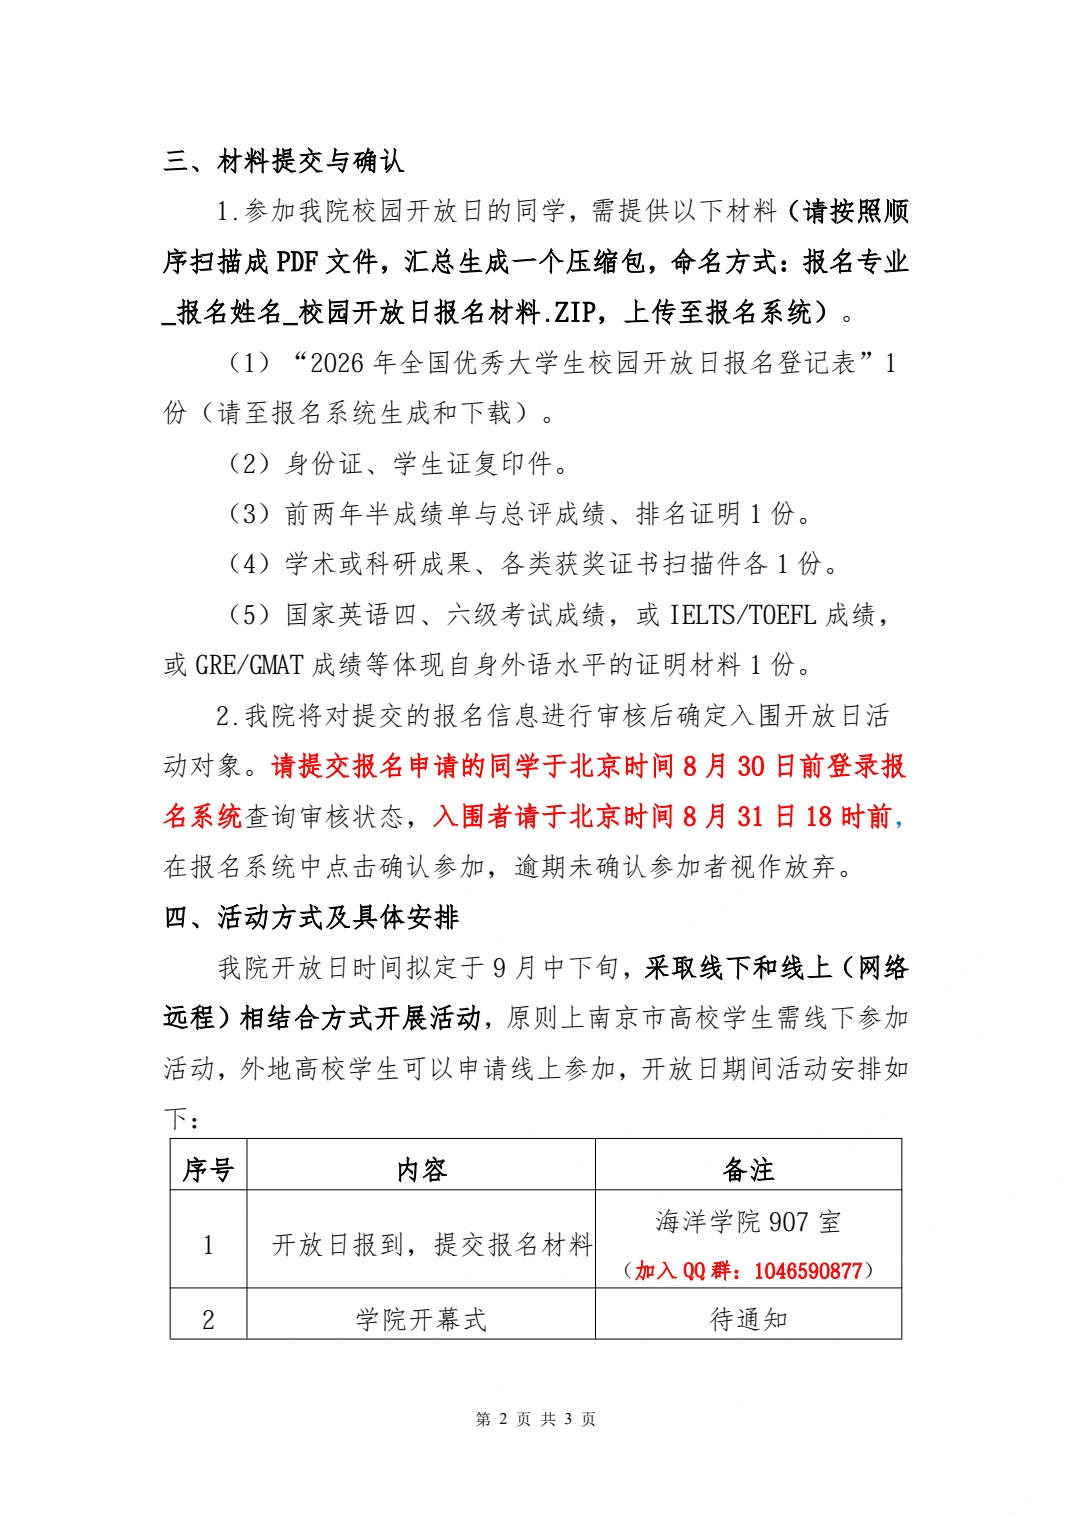 三、材料提交与确认
1.参加我院校园开放日的同学，需提供以下材料（请按照顺
序扫描成 PDF 文件，汇总生成一个压缩包，命名方式：报名专业
_报名姓名_校园开放日报名材料.ZIP，上传至报名系统）。
（1）“2026 年全国优秀大学生校园开放日报名登记表”1
份（请至报名系统生成和下载）。
（2）身份证、学生证复印件。
（3）前两年半成绩单与总评成绩、排名证明 1 份。
（4）学术或科研成果、各类获奖证书扫描件各 1 份。
（5）国家英语四、六级考试成绩，或 IELTS/TOEFL 成绩，
或 GRE/GMAT 成绩等体现自身外语水平的证明材料 1 份。
2.我院将对提交的报名信息进行审核后确定入围开放日活
动对象。请提交报名申请的同学于北京时间 8 月 30 日前登录报
名系统查询审核状态，入围者请于北京时间 8 月 31 日 18 时前，
在报名系统中点击确认参加，逾期未确认参加者视作放弃。
四、活动方式及具体安排
我院开放日时间拟定于 9 月中下旬，采取线下和线上（网络
远程）相结合方式开展活动，原则上南京市高校学生需线下参加
活动，外地高校学生可以申请线上参加，开放日期间活动安排如
下：
序号 内容 备注
1 开放日报到，提交报名材料 海洋学院 907 室
（加入 QQ 群：1046590877）
2 学院开幕式 待通知
第 2 页 共 3 页